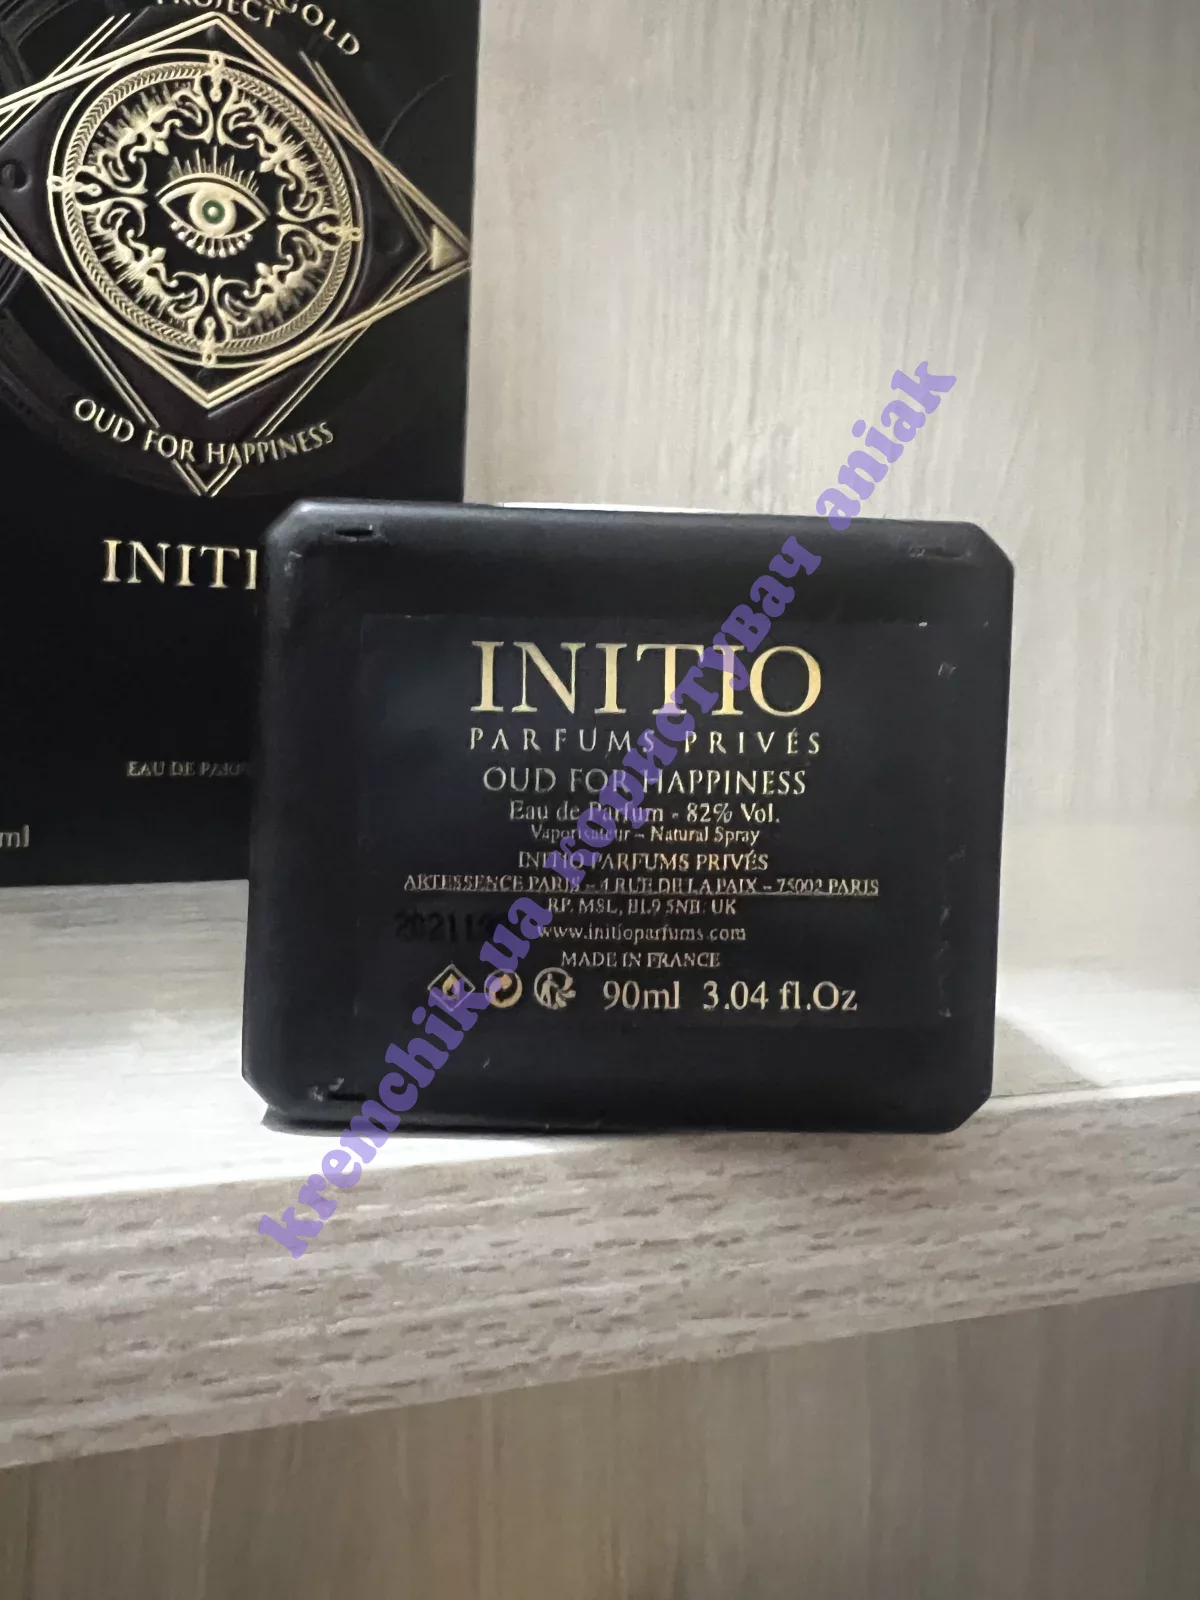 GOLD
PROJECT
OUD FOR HAPPINESS
INITI
EAU DE PARF
ml
INITIO
PARFUMS PRIVÉS
OUD FOR HAPPINESS
Eau de Parfum - 82% Vol.
Vaporisateur - Natural Spray
INITIO PARFUMS PRIVÉS
ARTESSENCE PARIS - 4 RUE DE LA PAIX - 75002 PARIS
RP. MSL, BL9 5NB. UK
www.initioparfums.com
MADE IN FRANCE
90ml 3.04 fl.Oz
kremchik.ua користувач aniak